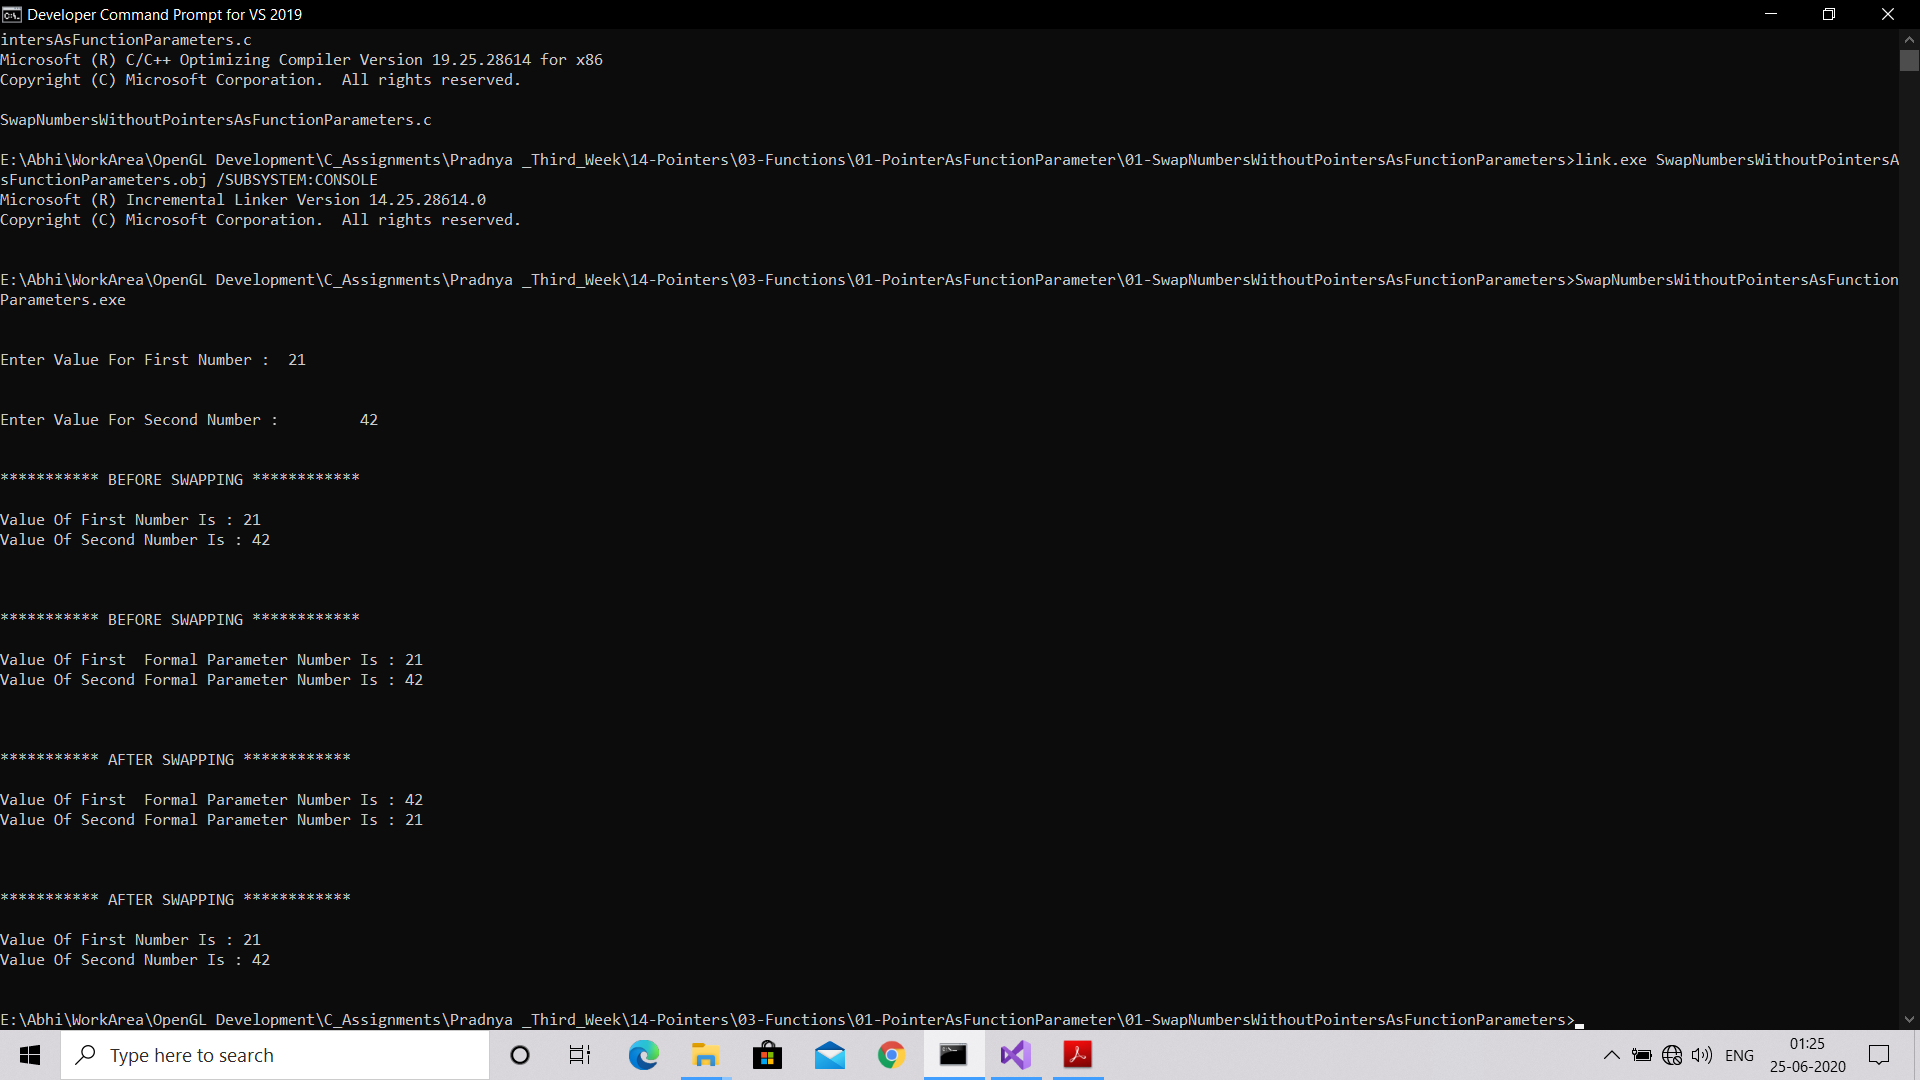 Developer Command Prompt for VS 2019
intersAsFunctionParameters.c
Microsoft (R) C/C++ Optimizing Compiler Version 19.25.28614 for x86
Copyright (C) Microsoft Corporation.  All rights reserved.
SwapNumbersWithoutPointersAsFunctionParameters.c
E:\Abhi\WorkArea\OpenGL Development\C_Assignments\Pradnya _Third_Week\14-Pointers\03-Functions\01-PointerAsFunctionParameter\01-SwapNumbersWithoutPointersAsFunctionParameters>link.exe SwapNumbersWithoutPointersA
sFunctionParameters.obj /SUBSYSTEM:CONSOLE
Microsoft (R) Incremental Linker Version 14.25.28614.0
Copyright (C) Microsoft Corporation.  All rights reserved.
E:\Abhi\WorkArea\OpenGL Development\C_Assignments\Pradnya _Third_Week\14-Pointers\03-Functions\01-PointerAsFunctionParameter\01-SwapNumbersWithoutPointersAsFunctionParameters>SwapNumbersWithoutPointersAsFunction
Parameters.exe
Enter Value For First Number :  21
Enter Value For Second Number :         42
*********** BEFORE SWAPPING ************
Value Of First Number Is : 21
Value Of Second Number Is : 42
*********** BEFORE SWAPPING ************
Value Of First  Formal Parameter Number Is : 21
Value Of Second Formal Parameter Number Is : 42
*********** AFTER SWAPPING ************
Value Of First  Formal Parameter Number Is : 42
Value Of Second Formal Parameter Number Is : 21
*********** AFTER SWAPPING ************
Value Of First Number Is : 21
Value Of Second Number Is : 42
E:\Abhi\WorkArea\OpenGL Development\C_Assignments\Pradnya _Third_Week\14-Pointers\03-Functions\01-PointerAsFunctionParameter\01-SwapNumbersWithoutPointersAsFunctionParameters>
Type here to search
ENG
01:25
25-06-2020